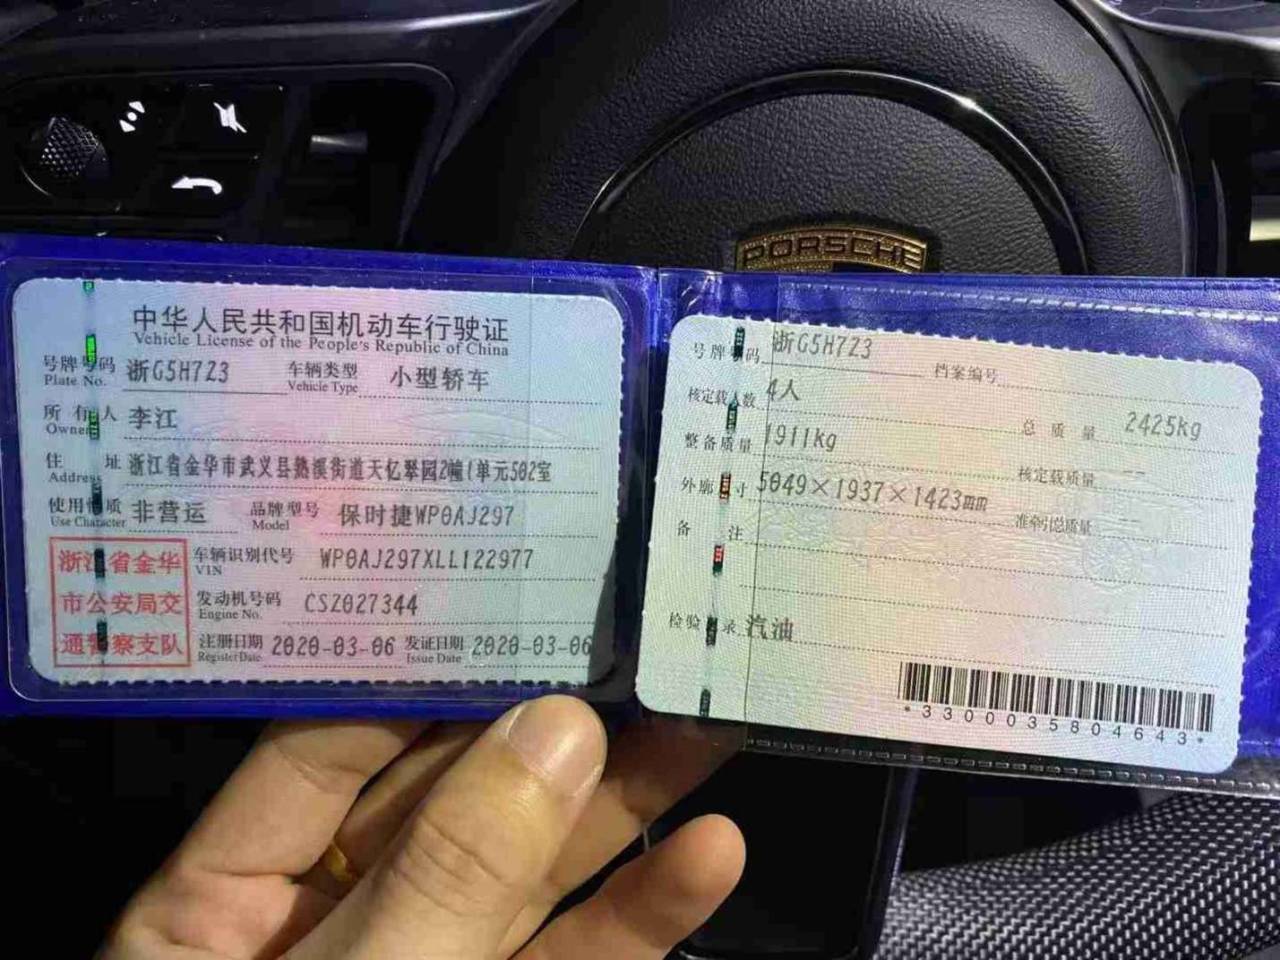 PORSCHE
中华人民共和国机动车行驶证
Vehicle License of the People's Republic of China
号牌号码 浙G5H7Z3 车辆类型 小型轿车
Plate No. Vehicle Type
所有人 李江
Owner
住址 浙江省金华市武义县熟溪街道天亿翠园2幢1单元502室
Address
使用性质 非营运 品牌型号 保时捷WP0AJ297
Use Character Model
浙江省金华
市公安局交
通警察支队
车辆识别代号 WP0AJ297XLL122977
VIN
发动机号码 CSZ027344
Engine No.
注册日期 2020-03-06 发证日期 2020-03-06
Register Date Issue Date
号牌号码 浙G5H7Z3 档案编号
核定载人数 4人 总质量 2425kg
整备质量 1911kg 核定载质量 --
外廓尺寸 5049×1937×1423mm 准牵引总质量 --
备注
检验记录 汽油
*3300035804643*